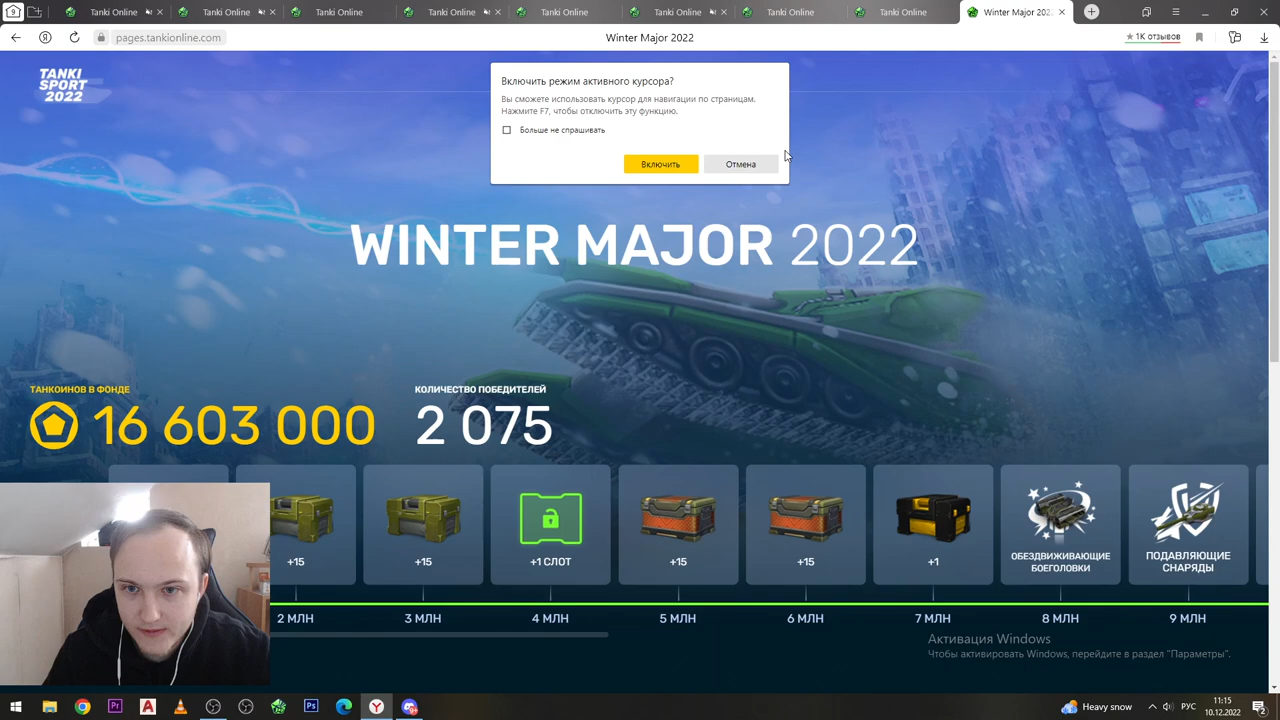 9
Tanki Online
Tanki Online
Tanki Online
Tanki Online
Tanki Online
Tanki Online
Tanki Online
Tanki Online
Winter Major 202
pages.tankionline.com
Winter Major 2022
★ 1K отзывов
TANKI
SPORT
2022
Включить режим активного курсора?
Вы сможете использовать курсор для навигации по страницам.
Нажмите F7, чтобы отключить эту функцию.
Больше не спрашивать
Включить
Отмена
WINTER MAJOR 2022
ТАНКОИНОВ В ФОНДЕ
16 603 000
КОЛИЧЕСТВО ПОБЕДИТЕЛЕЙ
2 075
+15
+15
+1 СЛОТ
+15
+15
+1
ОБЕЗДВИЖИВАЮЩИЕ
БОЕГОЛОВКИ
ПОДАВЛЯЮЩИЕ
СНАРЯДЫ
2 МЛН
3 МЛН
4 МЛН
5 МЛН
6 МЛН
7 МЛН
8 МЛН
9 МЛН
Активация Windows
Чтобы активировать Windows, перейдите в раздел "Параметры".
Heavy snow
РУС
11:15
10.12.2022
2